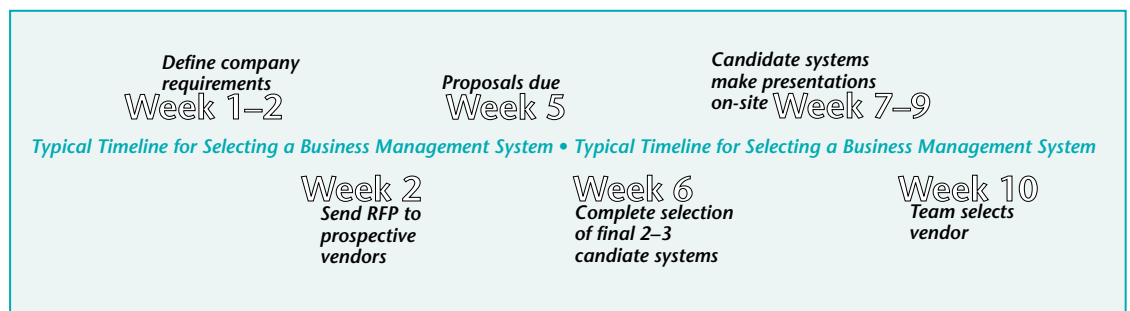 Define company
requirements
Week 1–2
Proposals due
Week 5
Candidate systems
make presentations
on-site Week 7–9
Typical Timeline for Selecting a Business Management System • Typical Timeline for Selecting a Business Management System
Week 2
Send RFP to
prospective
vendors
Week 6
Complete selection
of final 2–3
candiate systems
Week 10
Team selects
vendor